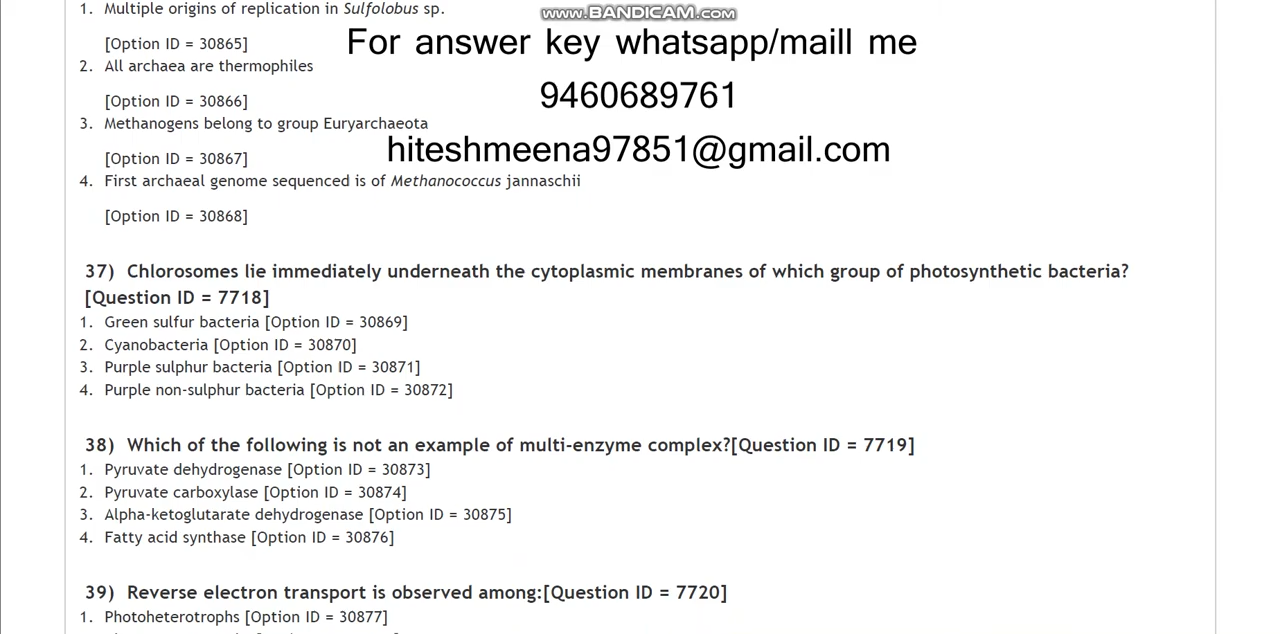 www.BANDICAM.com
1. Multiple origins of replication in Sulfolobus sp.
[Option ID = 30865]
For answer key whatsapp/maill me
2. All archaea are thermophiles
[Option ID = 30866]
9460689761
3. Methanogens belong to group Euryarchaeota
[Option ID = 30867]
hiteshmeena97851@gmail.com
4. First archaeal genome sequenced is of Methanococcus jannaschii
[Option ID = 30868]
37) Chlorosomes lie immediately underneath the cytoplasmic membranes of which group of photosynthetic bacteria?
[Question ID = 7718]
1. Green sulfur bacteria [Option ID = 30869]
2. Cyanobacteria [Option ID = 30870]
3. Purple sulphur bacteria [Option ID = 30871]
4. Purple non-sulphur bacteria [Option ID = 30872]
38) Which of the following is not an example of multi-enzyme complex?[Question ID = 7719]
1. Pyruvate dehydrogenase [Option ID = 30873]
2. Pyruvate carboxylase [Option ID = 30874]
3. Alpha-ketoglutarate dehydrogenase [Option ID = 30875]
4. Fatty acid synthase [Option ID = 30876]
39) Reverse electron transport is observed among:[Question ID = 7720]
1. Photoheterotrophs [Option ID = 30877]